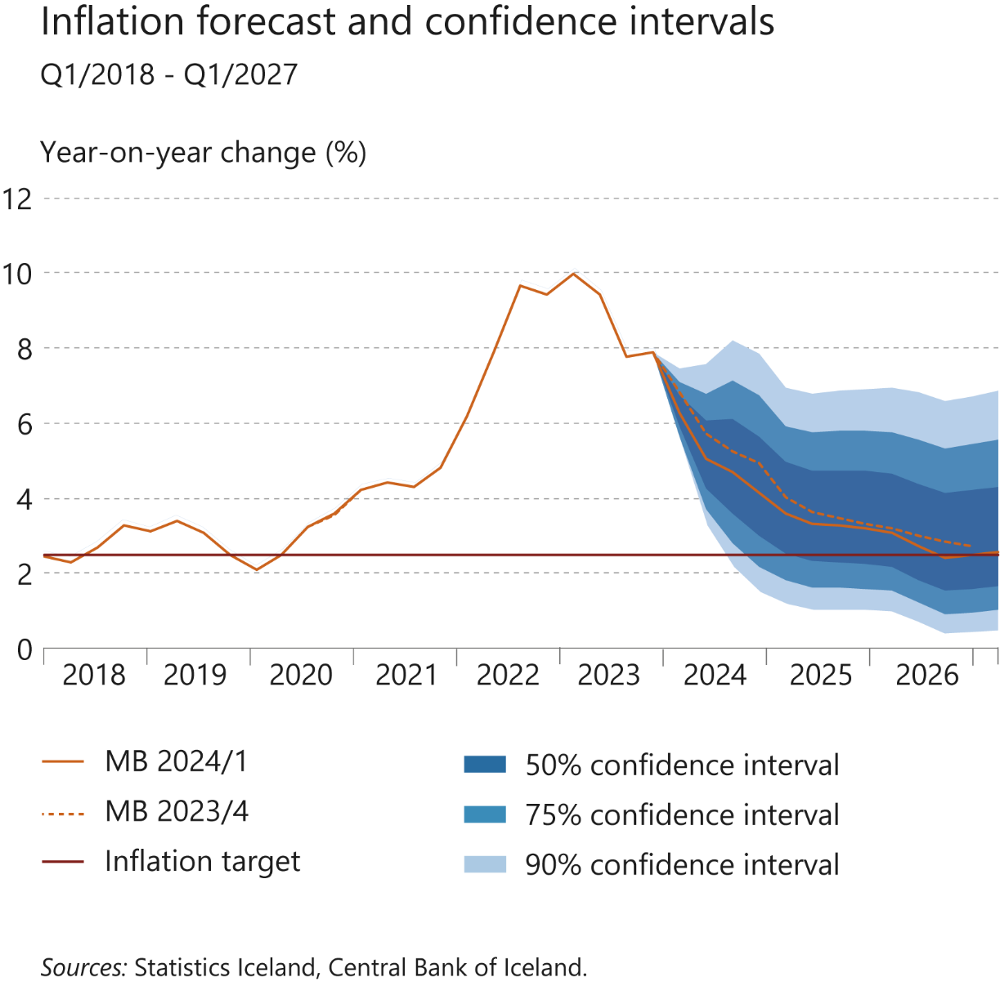 Inflation forecast and confidence intervals
Q1/2018 - Q1/2027
Year-on-year change (%)
12
10
8
6
4
2
0
2018 2019 2020 2021 2022 2023 2024 2025 2026
MB 2024/1
MB 2023/4
Inflation target
50% confidence interval
75% confidence interval
90% confidence interval
Sources: Statistics Iceland, Central Bank of Iceland.